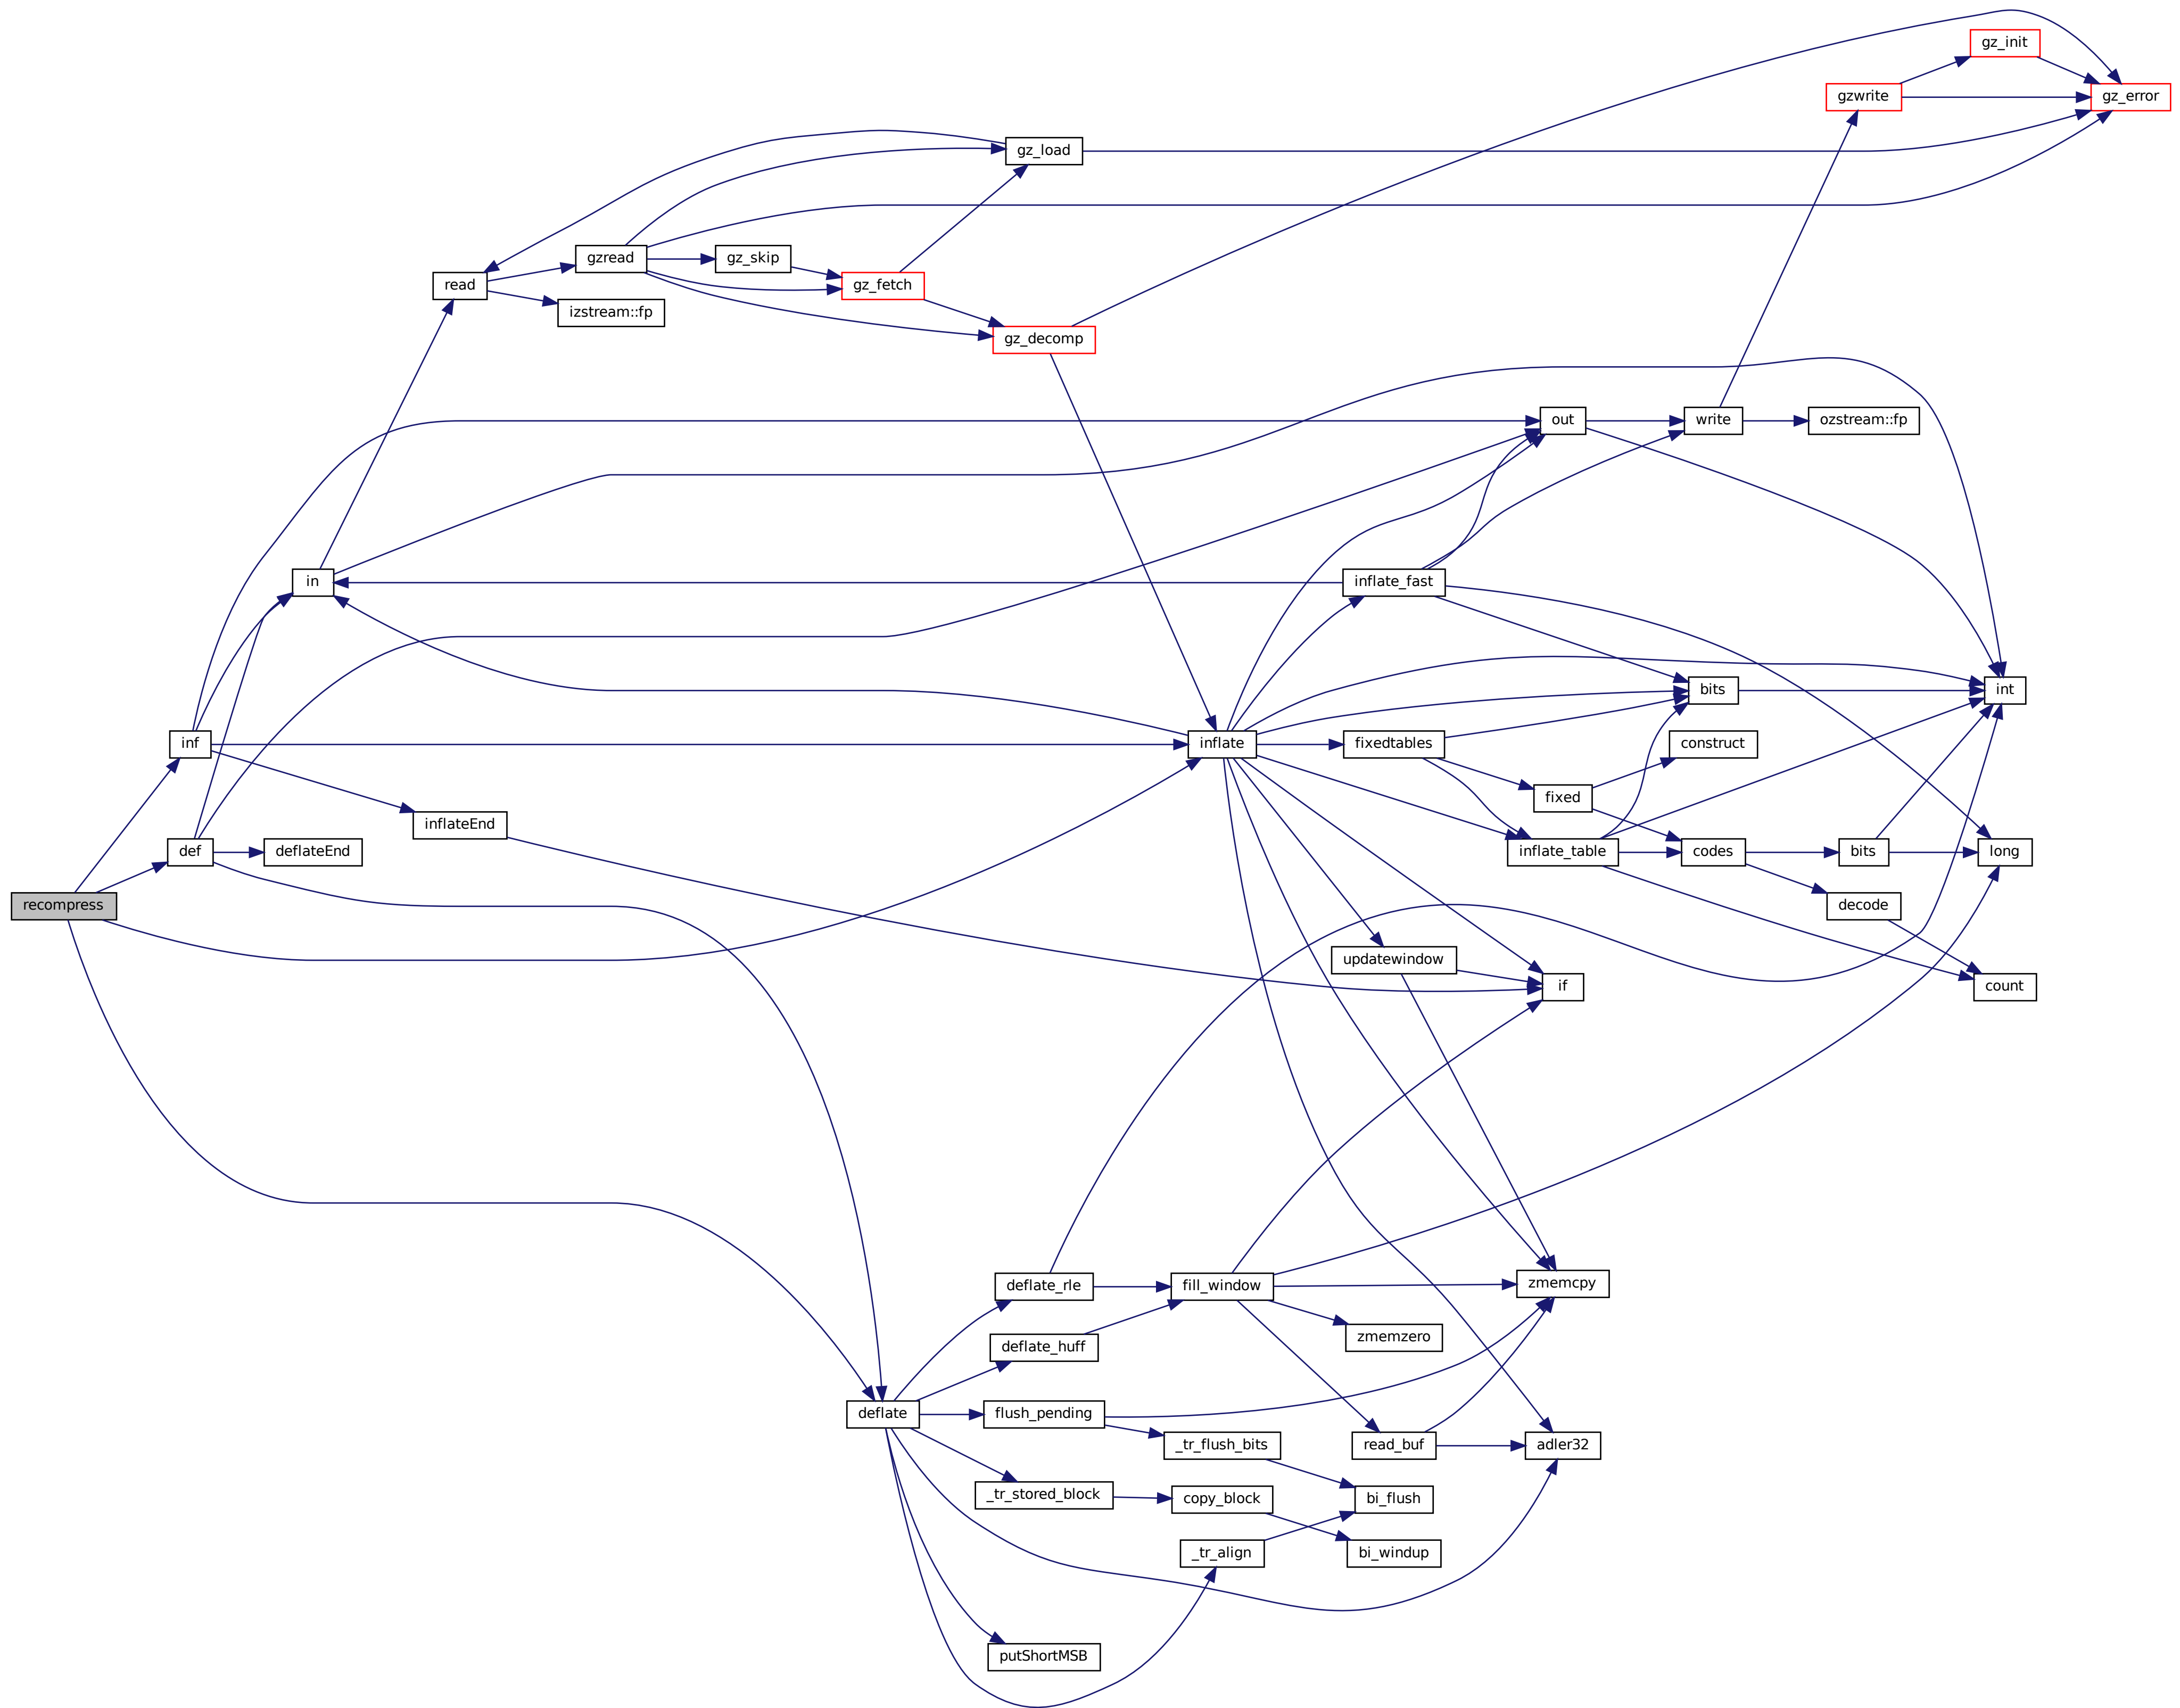 gz_init
gzwrite
gz_error
gz_load
gzread
gz_skip
read
gz_fetch
izstream::fp
gz_decomp
out
write
ozstream::fp
in
inflate_fast
bits
int
inf
inflate
fixedtables
construct
fixed
inflateEnd
def
deflateEnd
inflate_table
codes
bits
long
recompress
decode
updatewindow
if
count
deflate_rle
fill_window
zmemcpy
zmemzero
deflate_huff
deflate
flush_pending
_tr_flush_bits
read_buf
adler32
_tr_stored_block
copy_block
bi_flush
_tr_align
bi_windup
putShortMSB